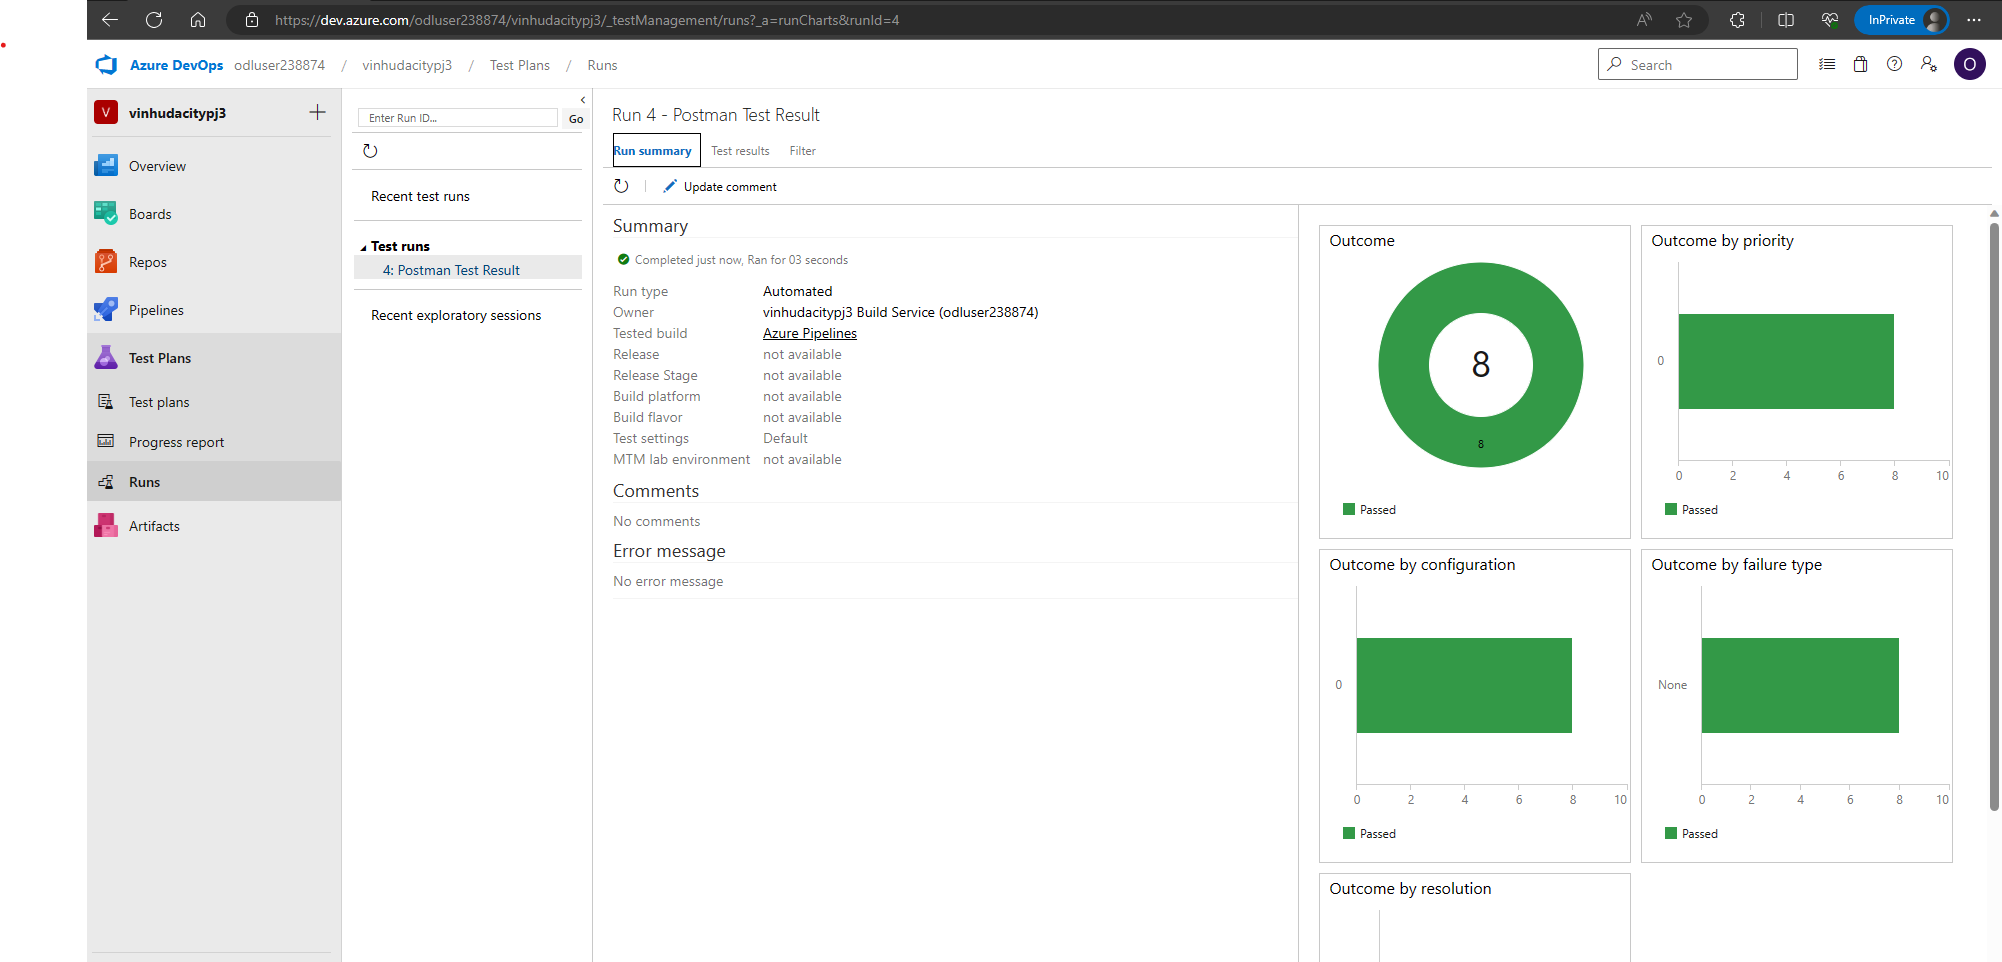 https://dev.azure.com/odluser238874/vinhudacitypj3/_testManagement/runs?_a=runCharts&runId=4
InPrivate
Azure DevOps odluser238874 / vinhudacitypj3 / Test Plans / Runs
Search
O
V vinhudacitypj3
Overview
Boards
Repos
Pipelines
Test Plans
Test plans
Progress report
Runs
Artifacts
Enter Run ID...
Go
Recent test runs
Test runs
4: Postman Test Result
Recent exploratory sessions
Run 4 - Postman Test Result
Run summary Test results Filter
Update comment
Summary
Completed just now, Ran for 03 seconds
Run type Automated
Owner vinhudacitypj3 Build Service (odluser238874)
Tested build Azure Pipelines
Release not available
Release Stage not available
Build platform not available
Build flavor not available
Test settings Default
MTM lab environment not available
Comments
No comments
Error message
No error message
Outcome
8
8
Passed
Outcome by priority
0
0 2 4 6 8 10
Passed
Outcome by configuration
0
0 2 4 6 8 10
Passed
Outcome by failure type
None
0 2 4 6 8 10
Passed
Outcome by resolution